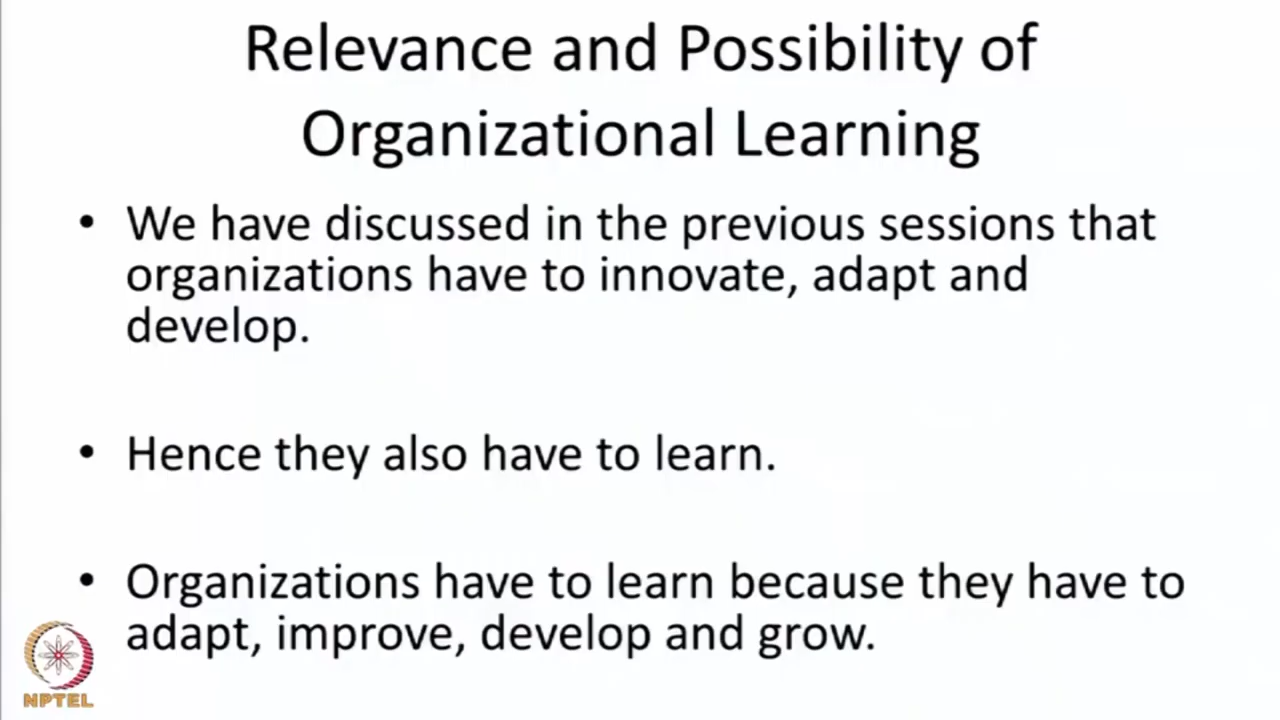 Relevance and Possibility of
Organizational Learning
• We have discussed in the previous sessions that
organizations have to innovate, adapt and
develop.
• Hence they also have to learn.
• Organizations have to learn because they have to
adapt, improve, develop and grow.
NPTEL